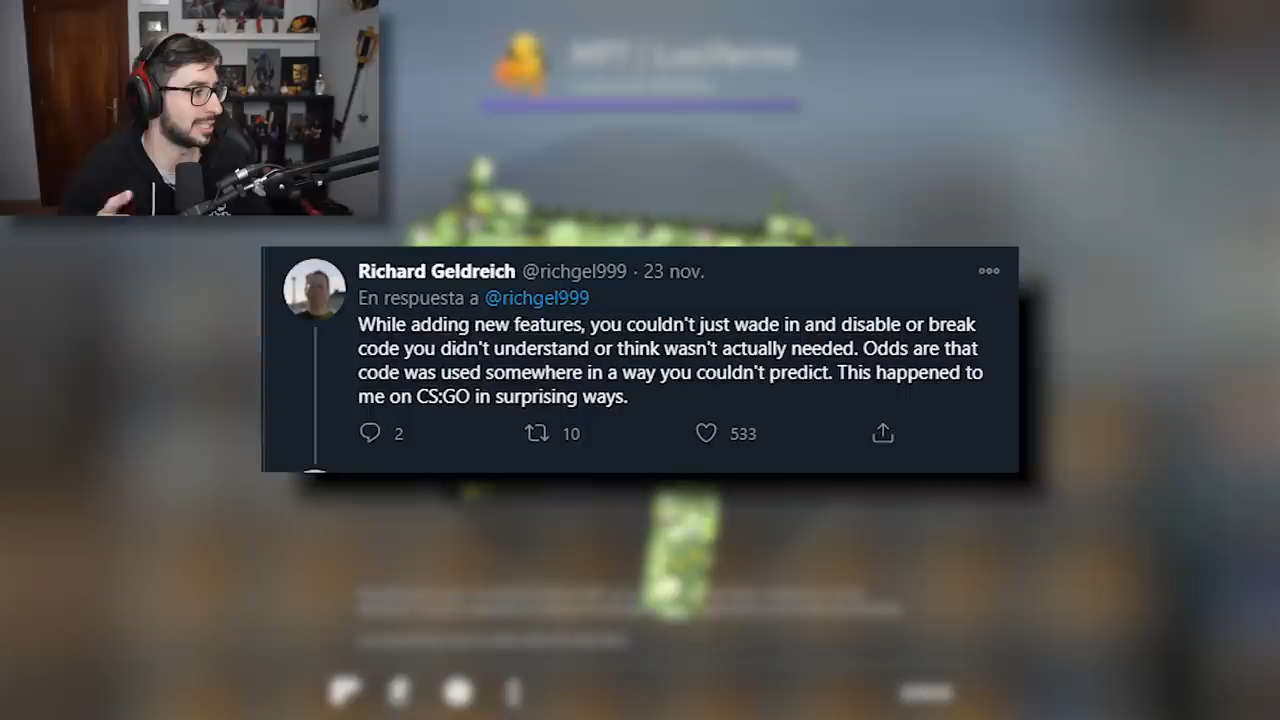 Richard Geldreich @richgel999 · 23 nov.
En respuesta a @richgel999
While adding new features, you couldn't just wade in and disable or break
code you didn't understand or think wasn't actually needed. Odds are that
code was used somewhere in a way you couldn't predict. This happened to
me on CS:GO in surprising ways.
2 10 533